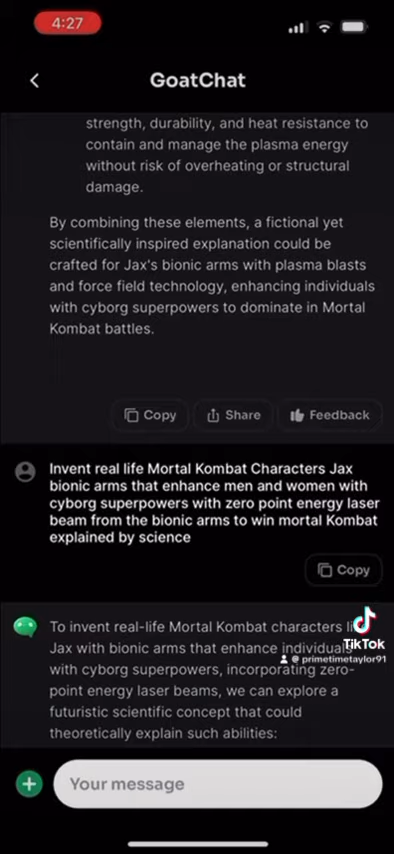 4:27
GoatChat
strength, durability, and heat resistance to
contain and manage the plasma energy
without risk of overheating or structural
damage.
By combining these elements, a fictional yet
scientifically inspired explanation could be
crafted for Jax's bionic arms with plasma blasts
and force field technology, enhancing individuals
with cyborg superpowers to dominate in Mortal
Kombat battles.
Copy
Share
Feedback
Invent real life Mortal Kombat Characters Jax
bionic arms that enhance men and women with
cyborg superpowers with zero point energy laser
beam from the bionic arms to win mortal Kombat
explained by science
Copy
To invent real-life Mortal Kombat characters
Jax with bionic arms that enhance individuals
TikTok
@primetimetaylor91
with cyborg superpowers, incorporating zero-
point energy laser beams, we can explore a
futuristic scientific concept that could
theoretically explain such abilities:
Your message